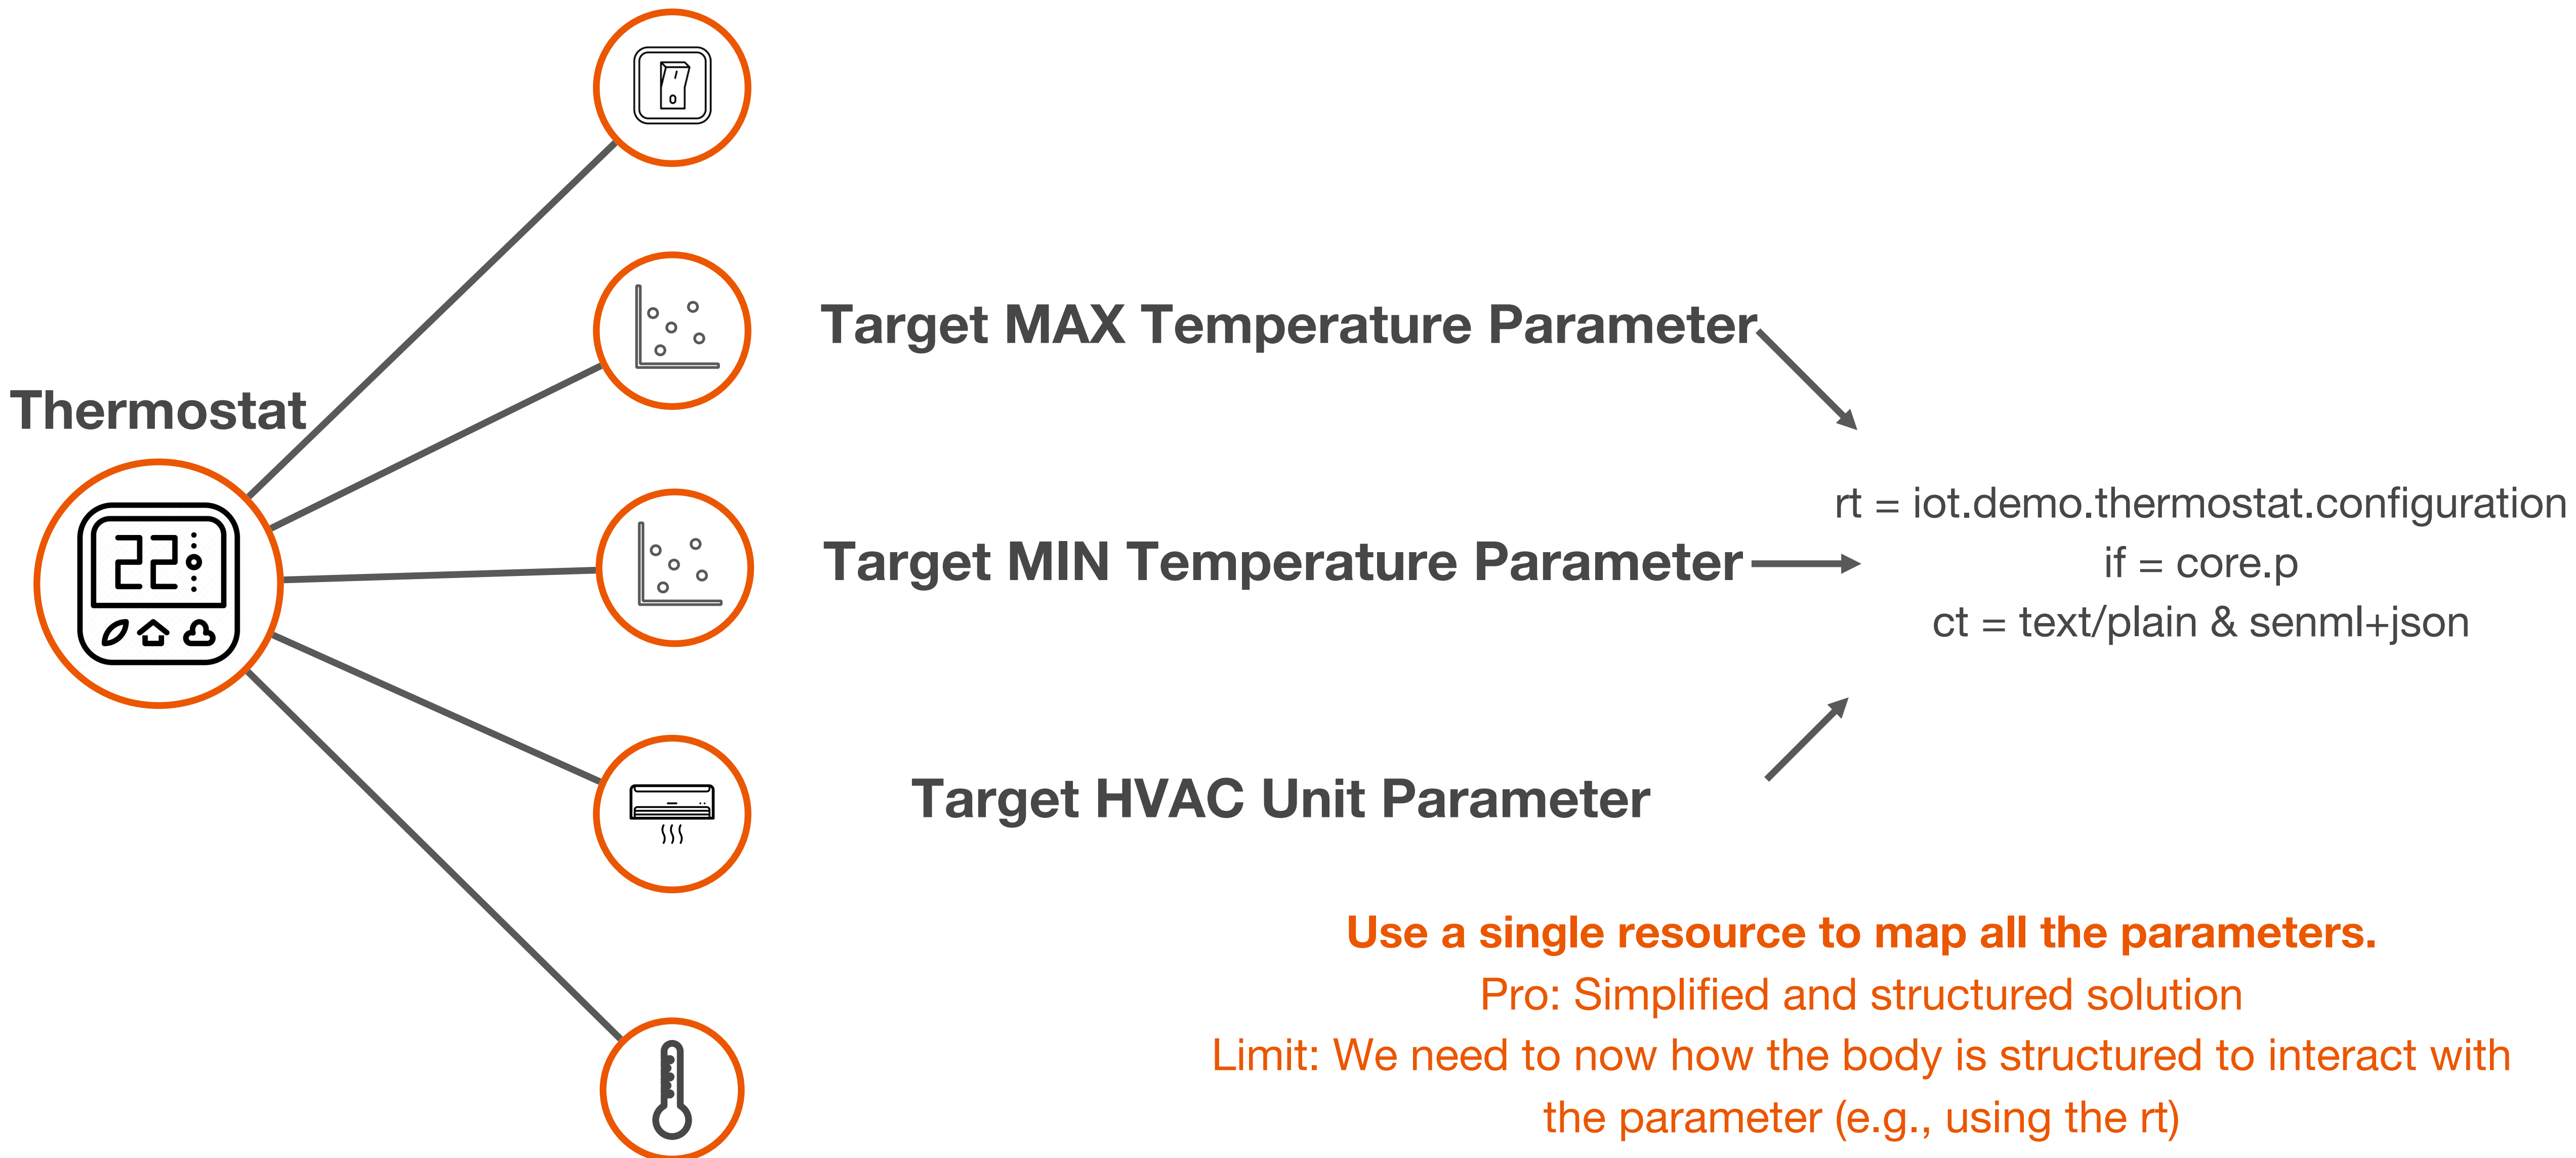 Thermostat
22
0
Target MAX Temperature Parameter
Target MIN Temperature Parameter
Target HVAC Unit Parameter
rt = iot.demo.thermostat.configuration
if = core.p
ct = text/plain & senml+json
Use a single resource to map all the parameters.
Pro: Simplified and structured solution
Limit: We need to now how the body is structured to interact with
the parameter (e.g., using the rt)